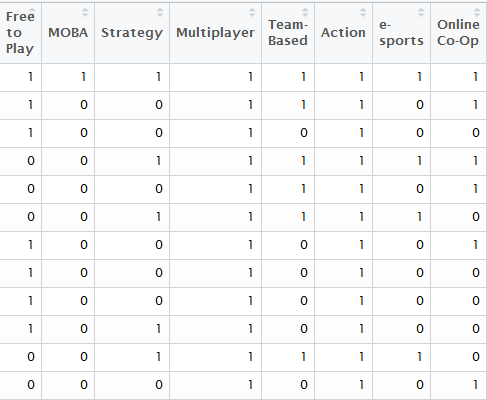 Free to Play MOBA Strategy Multiplayer Team-Based Action e-sports Online Co-Op
1 1 1 1 1 1 1 1
1 0 0 1 1 1 0 1
1 0 0 1 0 1 0 0
0 0 1 1 1 1 1 1
0 0 0 1 1 1 0 1
0 0 1 1 1 1 1 0
1 0 0 1 0 1 0 1
1 0 0 1 0 1 0 0
1 0 0 1 0 1 0 0
1 0 1 1 0 1 0 0
0 0 1 1 1 1 1 0
0 0 0 1 0 1 0 1